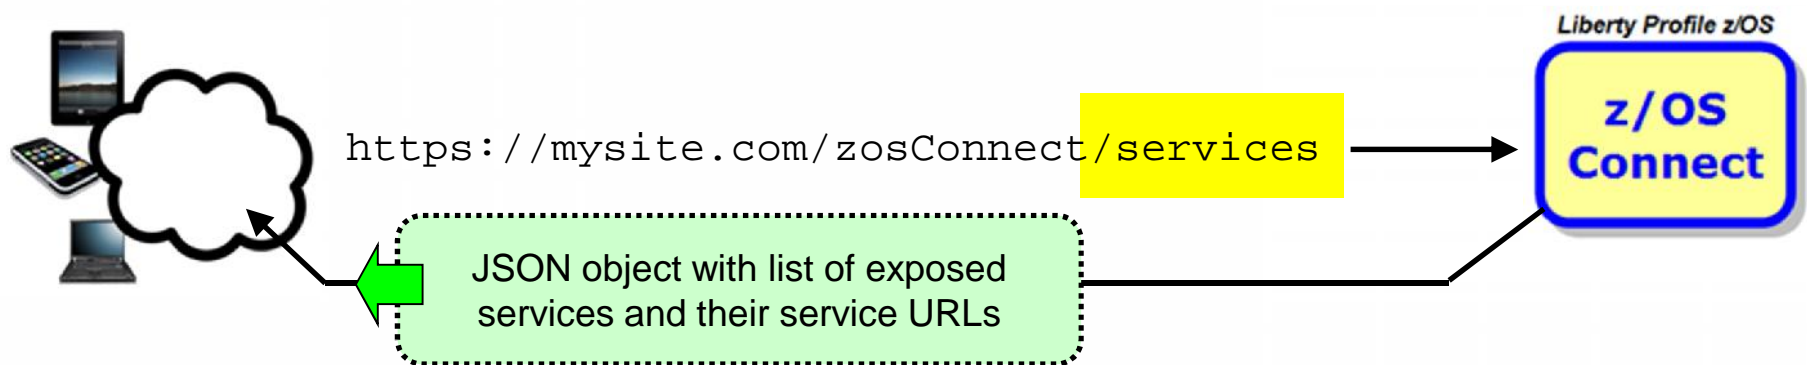 Liberty Profile z/OS
z/OS
Connect
https://mysite.com/zosConnect/services
JSON object with list of exposed
services and their service URLs